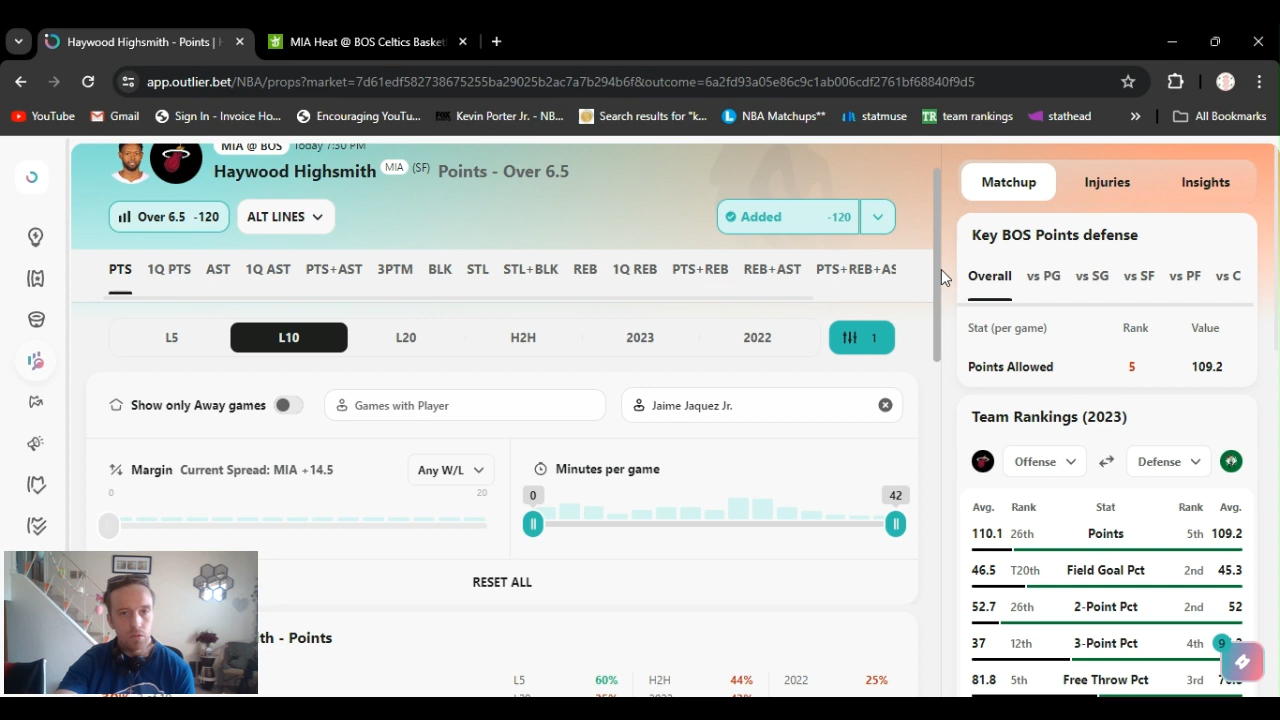 Haywood Highsmith - Points |
MIA Heat @ BOS Celtics Basket
app.outlier.bet/NBA/props?market=7d61edf582738675255ba29025b2ac7a7b294b6f&outcome=6a2fd93a05e86c9c1ab006cdf2761bf68840f9d5
YouTube
Gmail
Sign In - Invoice Ho...
Encouraging YouTu...
Kevin Porter Jr. - NB...
Search results for "k...
NBA Matchups**
statmuse
team rankings
stathead
»
All Bookmarks
MIA @ BOS Today 7:30 PM
Haywood Highsmith MIA (SF) Points - Over 6.5
Over 6.5 -120
ALT LINES
Added -120
PTS 1Q PTS AST 1Q AST PTS+AST 3PTM BLK STL STL+BLK REB 1Q REB PTS+REB REB+AST PTS+REB+AS
L5 L10 L20 H2H 2023 2022 1
Show only Away games
Games with Player
Jaime Jaquez Jr.
Margin Current Spread: MIA +14.5
Any W/L
0 20
Minutes per game
0 42
RESET ALL
th - Points
L5 60% H2H 44% 2022 25%
Matchup Injuries Insights
Key BOS Points defense
Overall vs PG vs SG vs SF vs PF vs C
Stat (per game) Rank Value
Points Allowed 5 109.2
Team Rankings (2023)
Offense Defense
Avg. Rank Stat Rank Avg.
110.1 26th Points 5th 109.2
46.5 T20th Field Goal Pct 2nd 45.3
52.7 26th 2-Point Pct 2nd 52
37 12th 3-Point Pct 4th
9
81.8 5th Free Throw Pct 3rd